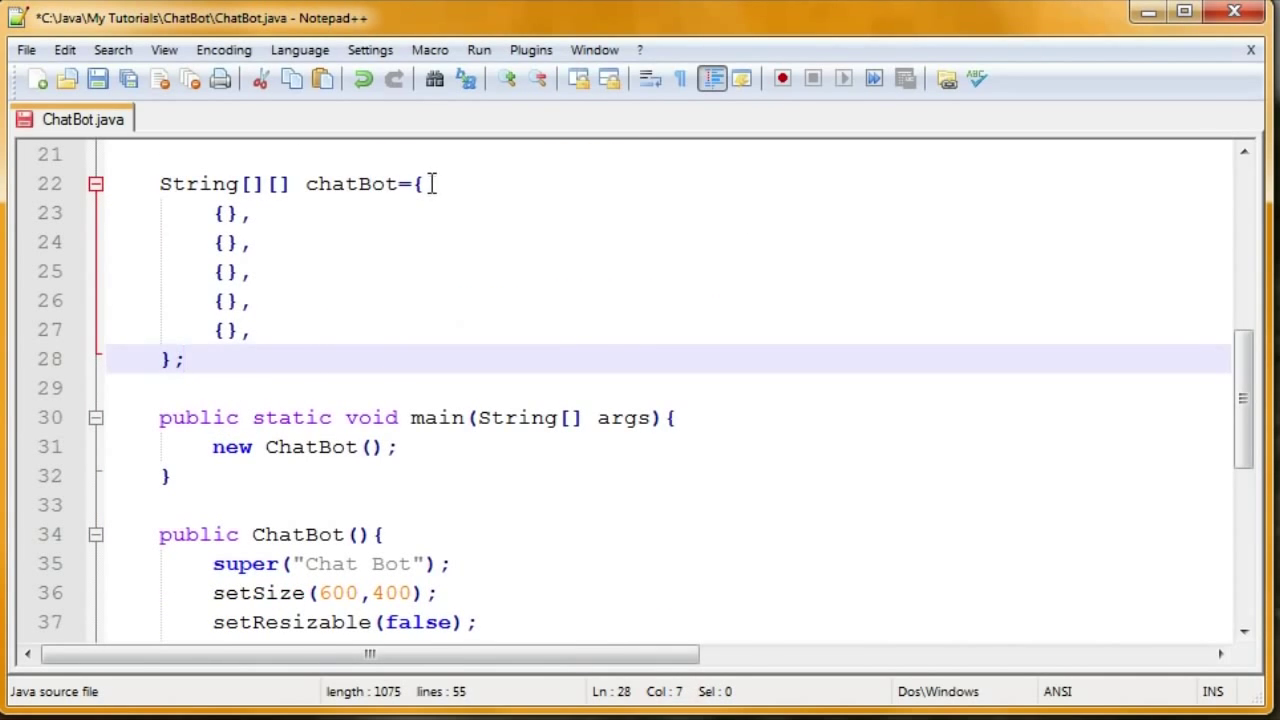 *C:\Java\My Tutorials\ChatBot\ChatBot.java - Notepad++
File Edit Search View Encoding Language Settings Macro Run Plugins Window ? X
ABC
ChatBot.java
21
22 String[][] chatBot={
23 {},
24 {},
25 {},
26 {},
27 {},
28 };
29
30 public static void main(String[] args){
31 new ChatBot();
32 }
33
34 public ChatBot(){
35 super("Chat Bot");
36 setSize(600,400);
37 setResizable(false);
Java source file length : 1075 lines : 55 Ln : 28 Col : 7 Sel : 0 Dos\Windows ANSI INS